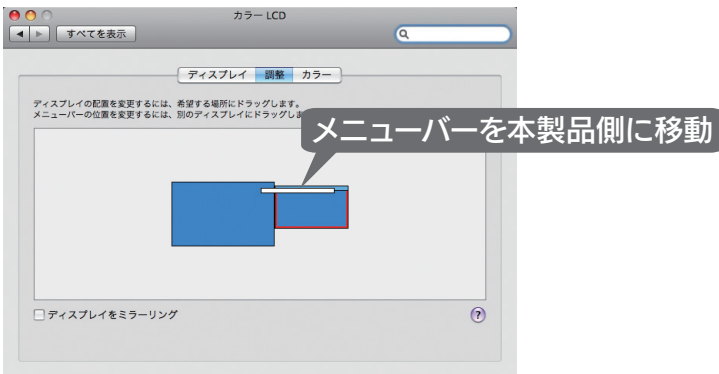 カラー LCD
すべてを表示
ディスプレイ 調整 カラー
ディスプレイの配置を変更するには、希望する場所にドラッグします。
メニューバーの位置を変更するには、別のディスプレイにドラッグしま
メニューバーを本製品側に移動
ディスプレイをミラーリング
?